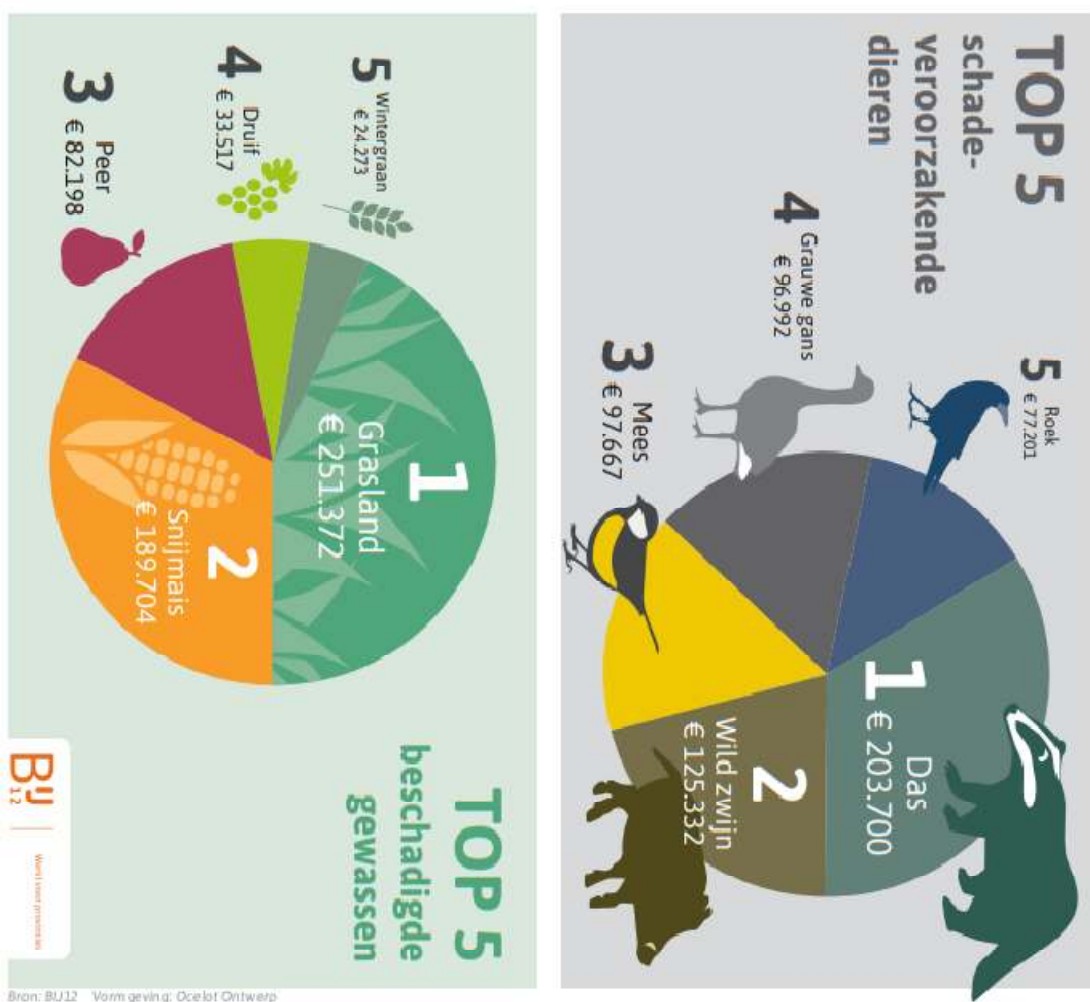 TOP 5
schade-
veroorzakende
dieren
1
Das
€ 203.700
2
Wild zwijn
€ 125.332
3
Mees
€ 97.667
4
Grauwe gans
€ 96.992
5
Roek
€ 77.201
TOP 5
beschadigde
gewassen
1
Grasland
€ 251.372
2
Snijmais
€ 189.704
3
Peer
€ 82.198
4
Druif
€ 33.517
5
Wintergraan
€ 24.273
BIJ
12
Bron: BIJ12 Vormgeving: Ocelot Ontwerp